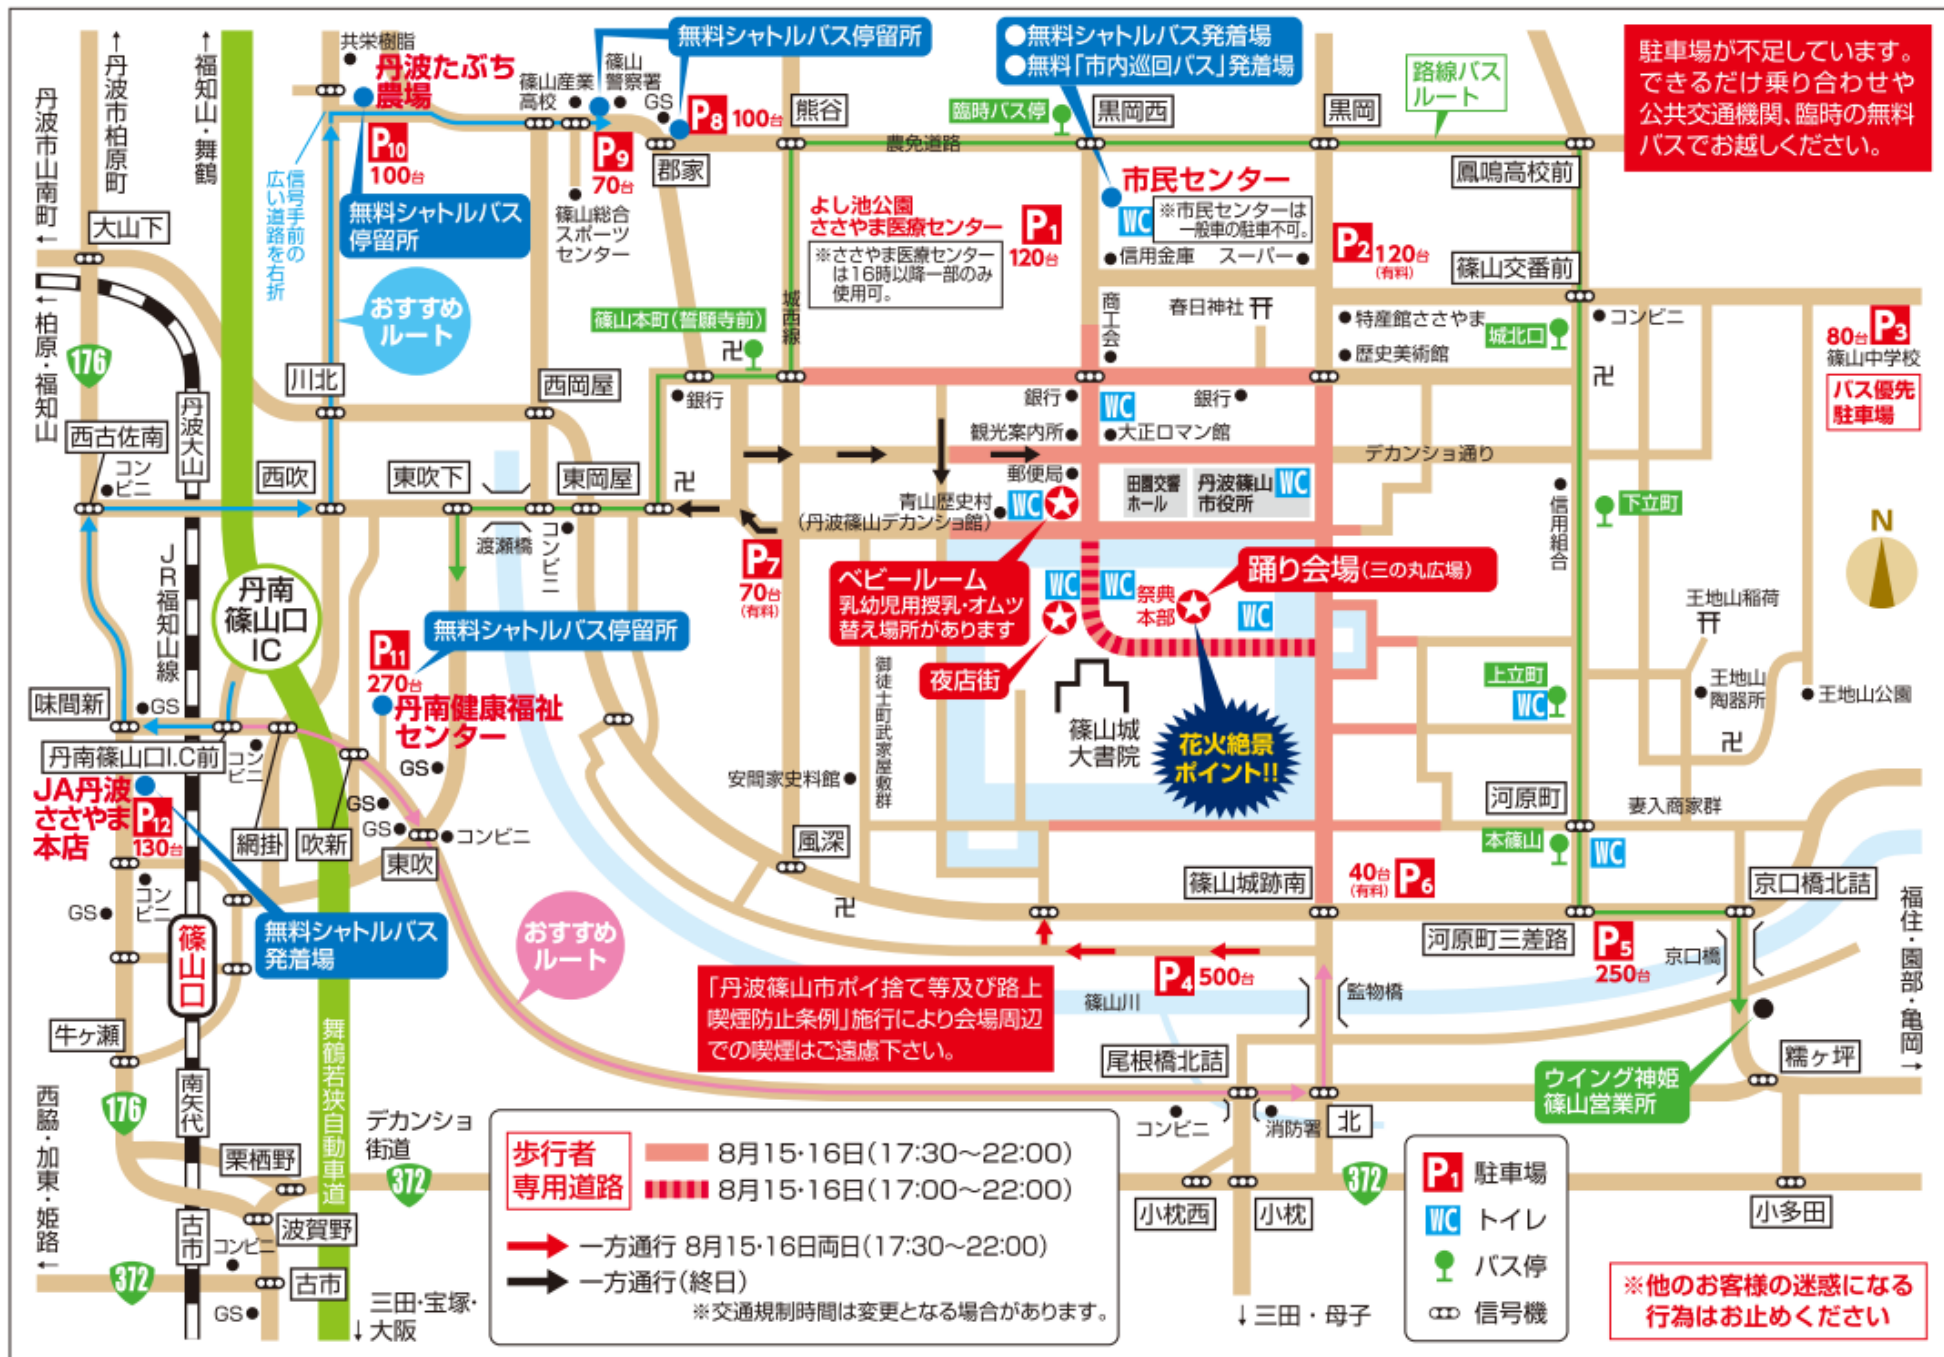 ↑丹波市柏原町
↑福知山・舞鶴
丹波市山南町←
←柏原・福知山
共栄樹脂
丹波たぶち
農場
P10
100台
信号手前の
広い道路を右折
無料シャトルバス
停留所
篠山産業
高校
篠山
警察署
GS
無料シャトルバス停留所
P8 100台
P9
70台
郡家
篠山総合
スポーツ
センター
熊谷
臨時バス停
農免道路
●無料シャトルバス発着場
●無料「市内巡回バス」発着場
黒岡西
黒岡
路線バス
ルート
鳳鳴高校前
駐車場が不足しています。
できるだけ乗り合わせや
公共交通機関、臨時の無料
バスでお越しください。
市民センター
WC
※市民センターは
一般車の駐車不可。
よし池公園
ささやま医療センター
※ささやま医療センター
は16時以降一部のみ
使用可。
P1
120台
信用金庫
スーパー
P2 120台
(有料)
篠山交番前
大山下
おすすめ
ルート
篠山本町(誓願寺前)
城西線
商工会
春日神社
特産館ささやま
歴史美術館
城北口
コンビニ
80台 P3
篠山中学校
バス優先
駐車場
176
丹波大山
川北
西岡屋
銀行
銀行
WC
銀行
観光案内所
大正ロマン館
デカンショ通り
西古佐南
コン
ビニ
西吹
東吹下
東岡屋
渡瀬橋
コンビニ
郵便局
青山歴史村
(丹波篠山デカンショ館)
WC
田園交響
ホール
丹波篠山
市役所
WC
信用組合
下立町
N
JR福知山線
丹南
篠山口
IC
P7
70台
(有料)
ベビールーム
乳幼児用授乳・オムツ
替え場所があります
WC
WC
祭典
本部
WC
踊り会場(三の丸広場)
王地山稲荷
P11
270台
無料シャトルバス停留所
丹南健康福祉
センター
夜店街
御徒士町武家屋敷群
篠山城
大書院
花火絶景
ポイント!!
上立町
WC
王地山
陶器所
王地山公園
味間新
GS
丹南篠山口I.C前
コン
ビニ
JA丹波
ささやま
本店
P12
130台
網掛
吹新
GS
GS
GS
コンビニ
東吹
安間家史料館
風深
河原町
妻入商家群
本篠山
WC
コン
ビニ
GS
無料シャトルバス
発着場
篠山口
おすすめ
ルート
篠山城跡南
40台
(有料)
P6
京口橋北詰
河原町三差路
P5
250台
京口橋
福住・園部・亀岡→
P4 500台
「丹波篠山市ポイ捨て等及び路上
喫煙防止条例」施行により会場周辺
での喫煙はご遠慮下さい。
篠山川
監物橋
牛ヶ瀬
176
南矢代
舞鶴若狭自動車道
尾根橋北詰
コンビニ
消防署
北
ウイング神姫
篠山営業所
糯ヶ坪
西脇・加東・姫路←
栗栖野
デカンショ
街道
372
波賀野
古市
コンビニ
372
古市
GS
三田・宝塚・
↓大阪
歩行者
専用道路
8月15・16日(17:30〜22:00)
8月15・16日(17:00〜22:00)
一方通行 8月15・16日両日(17:30〜22:00)
一方通行(終日)
※交通規制時間は変更となる場合があります。
小枕西
小枕
372
↓三田・母子
P1 駐車場
WC トイレ
バス停
信号機
小多田
※他のお客様の迷惑になる
行為はお止めください